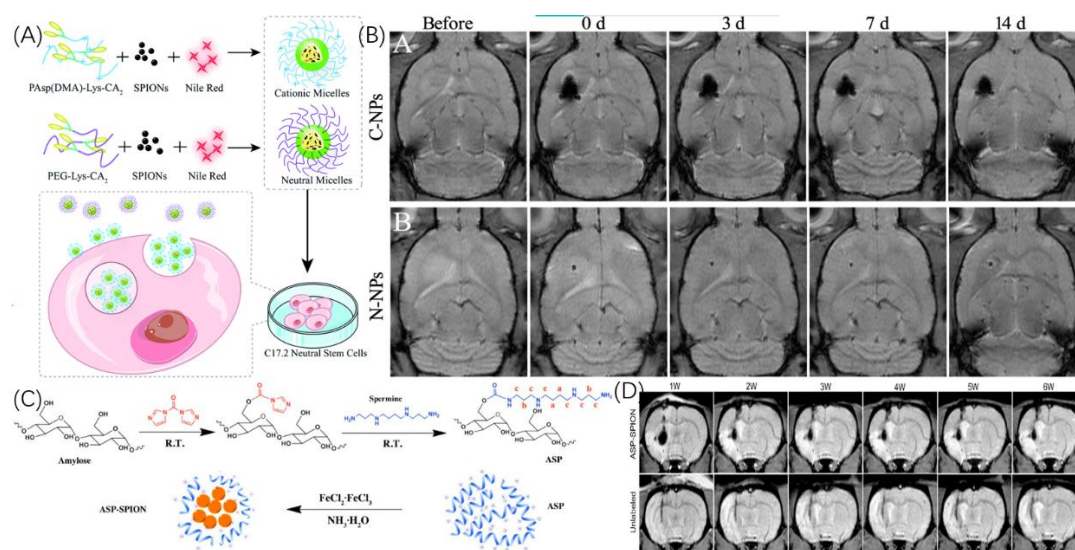 (A)
PAsp(DMA)-Lys-CA2
+
SPIONs
+
Nile Red
Cationic Micelles
PEG-Lys-CA2
+
SPIONs
+
Nile Red
Neutral Micelles
C17.2 Neutral Stem Cells
(B)
Before
0 d
3 d
7 d
14 d
A
C-NPs
B
N-NPs
(C)
Amylose
R.T.
Spermine
R.T.
ASP
ASP-SPION
FeCl2·FeCl3
NH3·H2O
ASP
(D)
1W
2W
3W
4W
5W
6W
ASP-SPION
Unlabeled